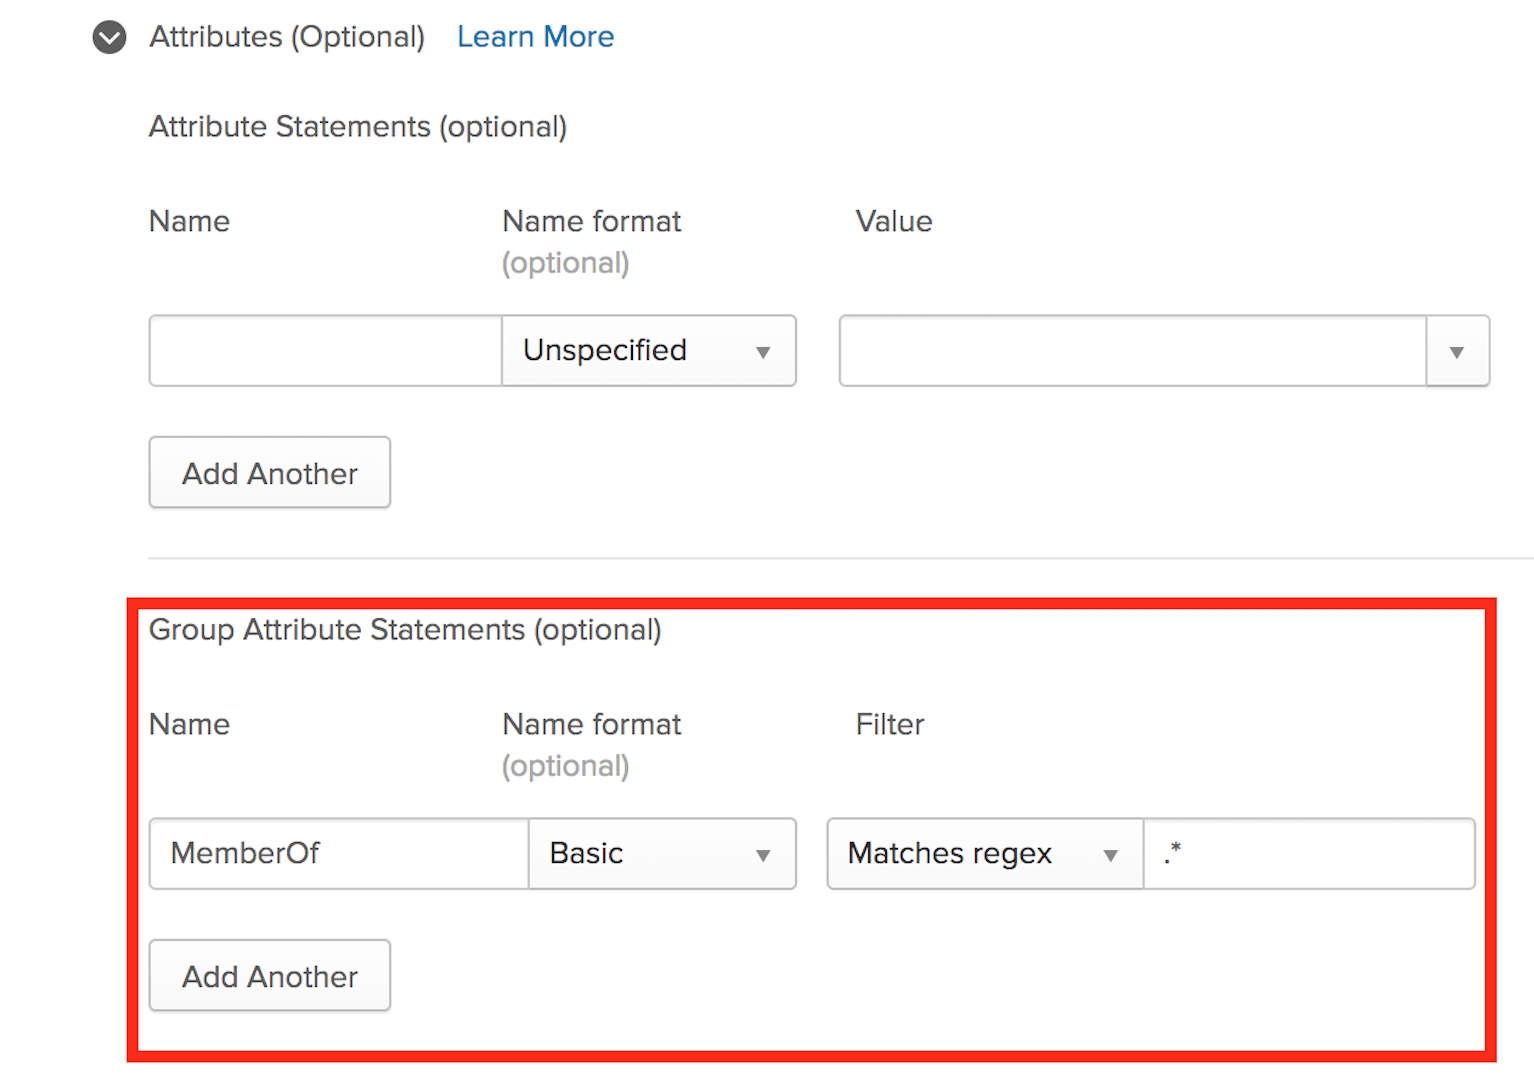 Attributes (Optional) Learn More
Attribute Statements (optional)
Name Name format Value
(optional)
Unspecified
Add Another
Group Attribute Statements (optional)
Name Name format Filter
(optional)
MemberOf Basic Matches regex .*
Add Another